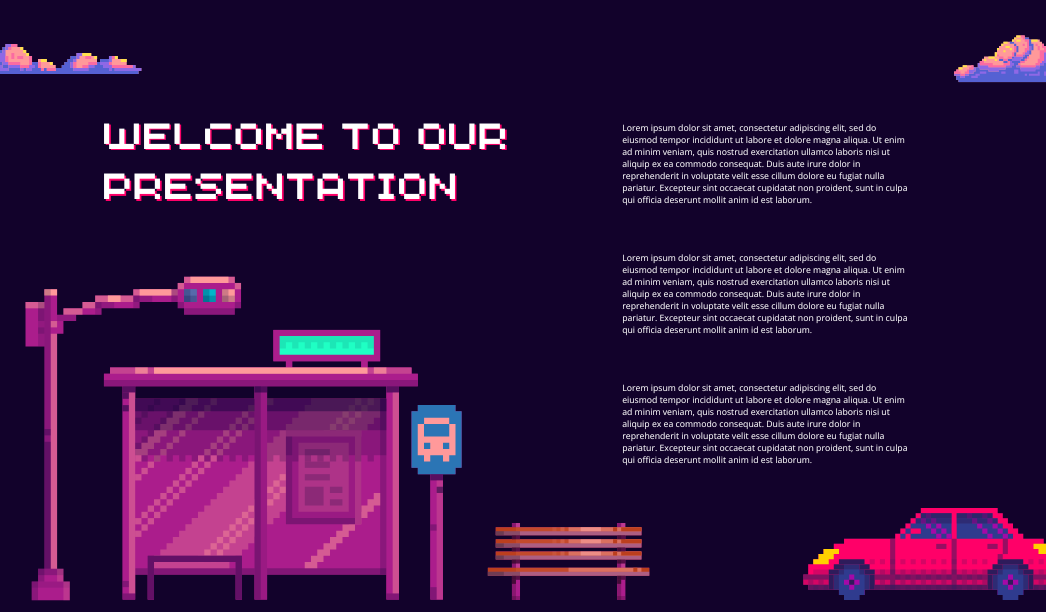 WELCOME TO OUR
PRESENTATION
Lorem ipsum dolor sit amet, consectetur adipiscing elit, sed do
eiusmod tempor incididunt ut labore et dolore magna aliqua. Ut enim
ad minim veniam, quis nostrud exercitation ullamco laboris nisi ut
aliquip ex ea commodo consequat. Duis aute irure dolor in
reprehenderit in voluptate velit esse cillum dolore eu fugiat nulla
pariatur. Excepteur sint occaecat cupidatat non proident, sunt in culpa
qui officia deserunt mollit anim id est laborum.
Lorem ipsum dolor sit amet, consectetur adipiscing elit, sed do
eiusmod tempor incididunt ut labore et dolore magna aliqua. Ut enim
ad minim veniam, quis nostrud exercitation ullamco laboris nisi ut
aliquip ex ea commodo consequat. Duis aute irure dolor in
reprehenderit in voluptate velit esse cillum dolore eu fugiat nulla
pariatur. Excepteur sint occaecat cupidatat non proident, sunt in culpa
qui officia deserunt mollit anim id est laborum.
Lorem ipsum dolor sit amet, consectetur adipiscing elit, sed do
eiusmod tempor incididunt ut labore et dolore magna aliqua. Ut enim
ad minim veniam, quis nostrud exercitation ullamco laboris nisi ut
aliquip ex ea commodo consequat. Duis aute irure dolor in
reprehenderit in voluptate velit esse cillum dolore eu fugiat nulla
pariatur. Excepteur sint occaecat cupidatat non proident, sunt in culpa
qui officia deserunt mollit anim id est laborum.